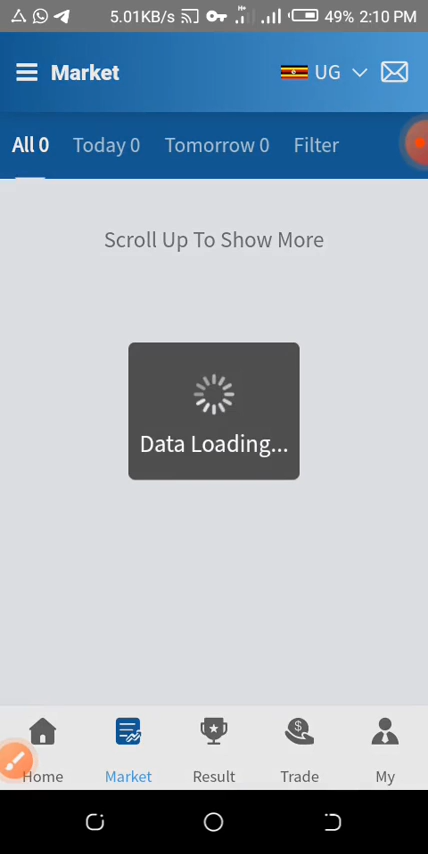 5.01KB/s 49% 2:10 PM
Market UG
All 0 Today 0 Tomorrow 0 Filter
Scroll Up To Show More
Data Loading...
Home Market Result Trade My